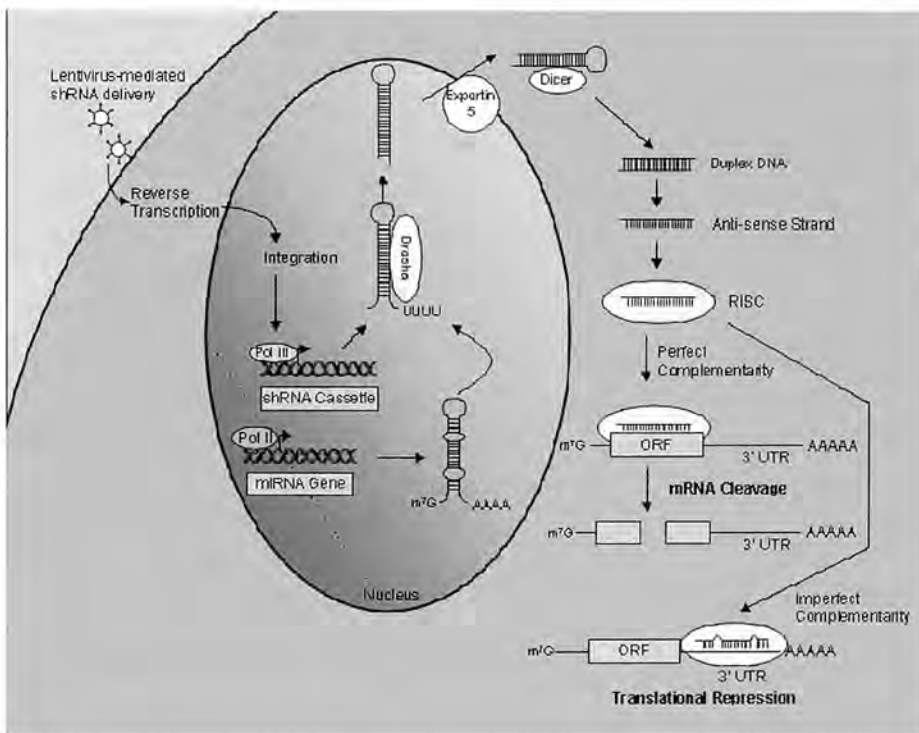 Lentivirus-mediated
shRNA delivery
Reverse
Transcription
Integration
Pol III
shRNA Cassette
Pol II
miRNA Gene
m⁷G
AAAA
UUUU
Drosha
Nucleus
Exportin
5
Dicer
Duplex DNA
Anti-sense Strand
RISC
Perfect
Complementarity
m⁷G
ORF
3' UTR
AAAAA
mRNA Cleavage
m⁷G
3' UTR
AAAAA
Imperfect
Complementarity
m⁷G
ORF
AAAAA
3' UTR
Translational Repression